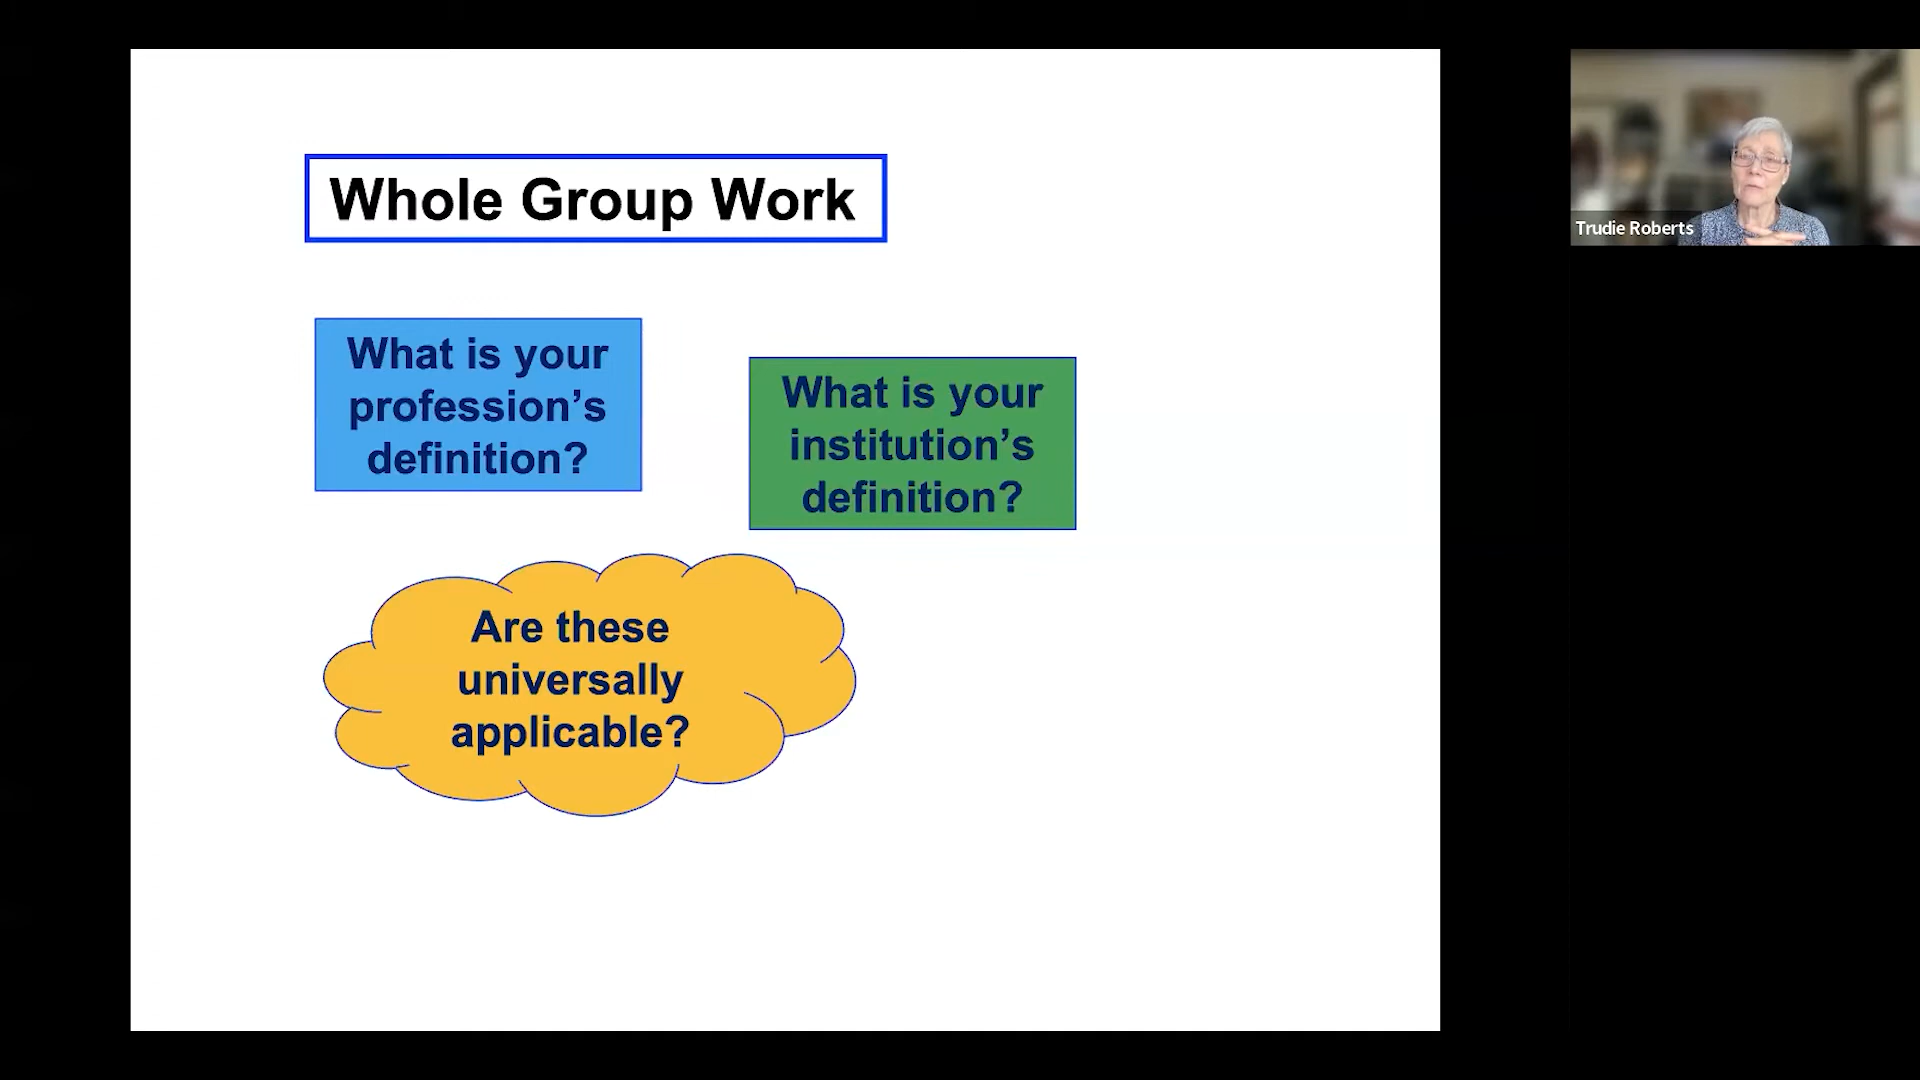 Whole Group Work
What is your
profession’s
definition?
What is your
institution’s
definition?
Are these
universally
applicable?
Trudie Roberts